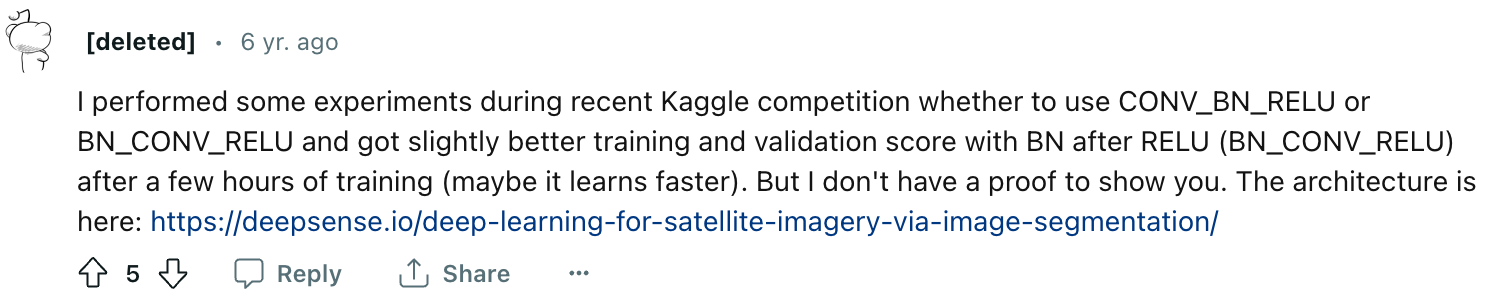 [deleted] · 6 yr. ago
I performed some experiments during recent Kaggle competition whether to use CONV_BN_RELU or
BN_CONV_RELU and got slightly better training and validation score with BN after RELU (BN_CONV_RELU)
after a few hours of training (maybe it learns faster). But I don't have a proof to show you. The architecture is
here: https://deepsense.io/deep-learning-for-satellite-imagery-via-image-segmentation/
5 Reply Share ...